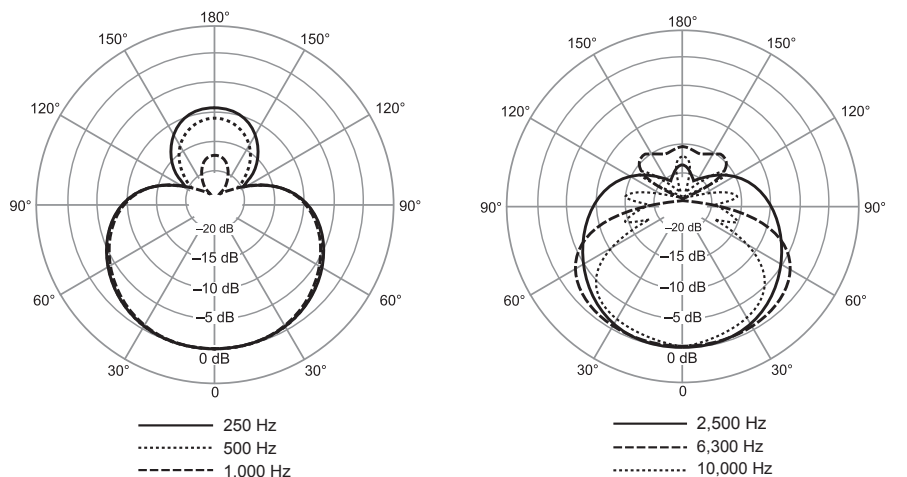 180°
150° 150°
120° 120°
90° 90°
–20 dB
–15 dB
–10 dB
60° 60°
–5 dB
0 dB
30° 30°
0
250 Hz
500 Hz
1,000 Hz
180°
150° 150°
120° 120°
90° 90°
–20 dB
–15 dB
–10 dB
60° 60°
–5 dB
0 dB
30° 30°
0
2,500 Hz
6,300 Hz
10,000 Hz